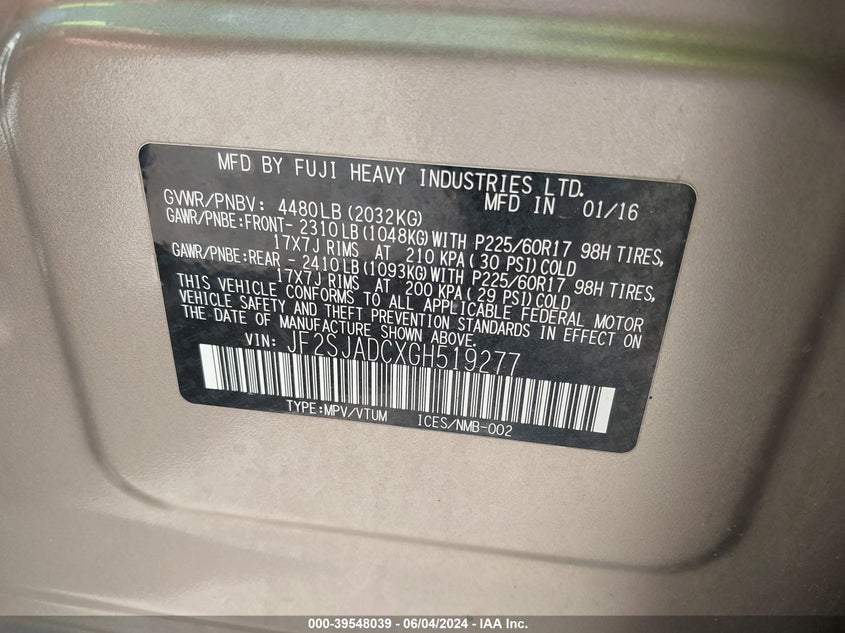 MFD BY FUJI HEAVY INDUSTRIES LTD.
MFD IN 01/16
GVWR/PNBV: 4480LB(2032KG)
GAWR/PNBE:FRONT- 2310LB(1048KG)WITH P225/60R17 98H TIRES,
17X7J RIMS AT 210 KPA(30 PSI)COLD
GAWR/PNBE:REAR - 2410LB(1093KG)WITH P225/60R17 98H TIRES,
17X7J RIMS AT 200 KPA(29 PSI)COLD
THIS VEHICLE CONFORMS TO ALL APPLICABLE FEDERAL MOTOR
VEHICLE SAFETY AND THEFT PREVENTION STANDARDS IN EFFECT ON
THE DATE OF MANUFACTURE SHOWN ABOVE.
VIN: JF2SJADCXGH519277
TYPE:MPV/VTUM ICES/NMB-002
000-39548039 - 06/04/2024 - IAA Inc.